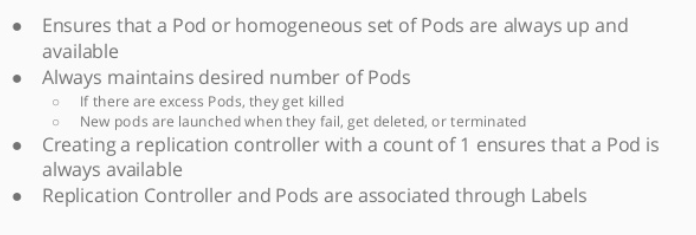 ● Ensures that a Pod or homogeneous set of Pods are always up and
available
● Always maintains desired number of Pods
○ If there are excess Pods, they get killed
○ New pods are launched when they fail, get deleted, or terminated
● Creating a replication controller with a count of 1 ensures that a Pod is
always available
● Replication Controller and Pods are associated through Labels